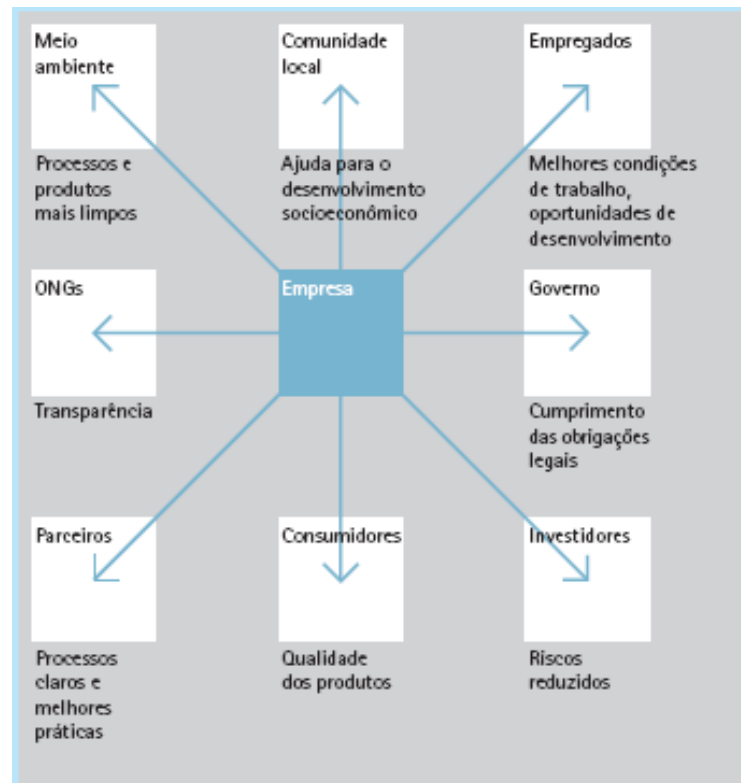 Meio
ambiente
Processos e
produtos
mais limpos
Comunidade
local
Ajuda para o
desenvolvimento
socioeconômico
Empregados
Melhores condições
de trabalho,
oportunidades de
desenvolvimento
ONGs
Transparência
Empresa
Governo
Cumprimento
das obrigações
legais
Parceiros
Processos
claros e
melhores
práticas
Consumidores
Qualidade
dos produtos
Investidores
Riscos
reduzidos